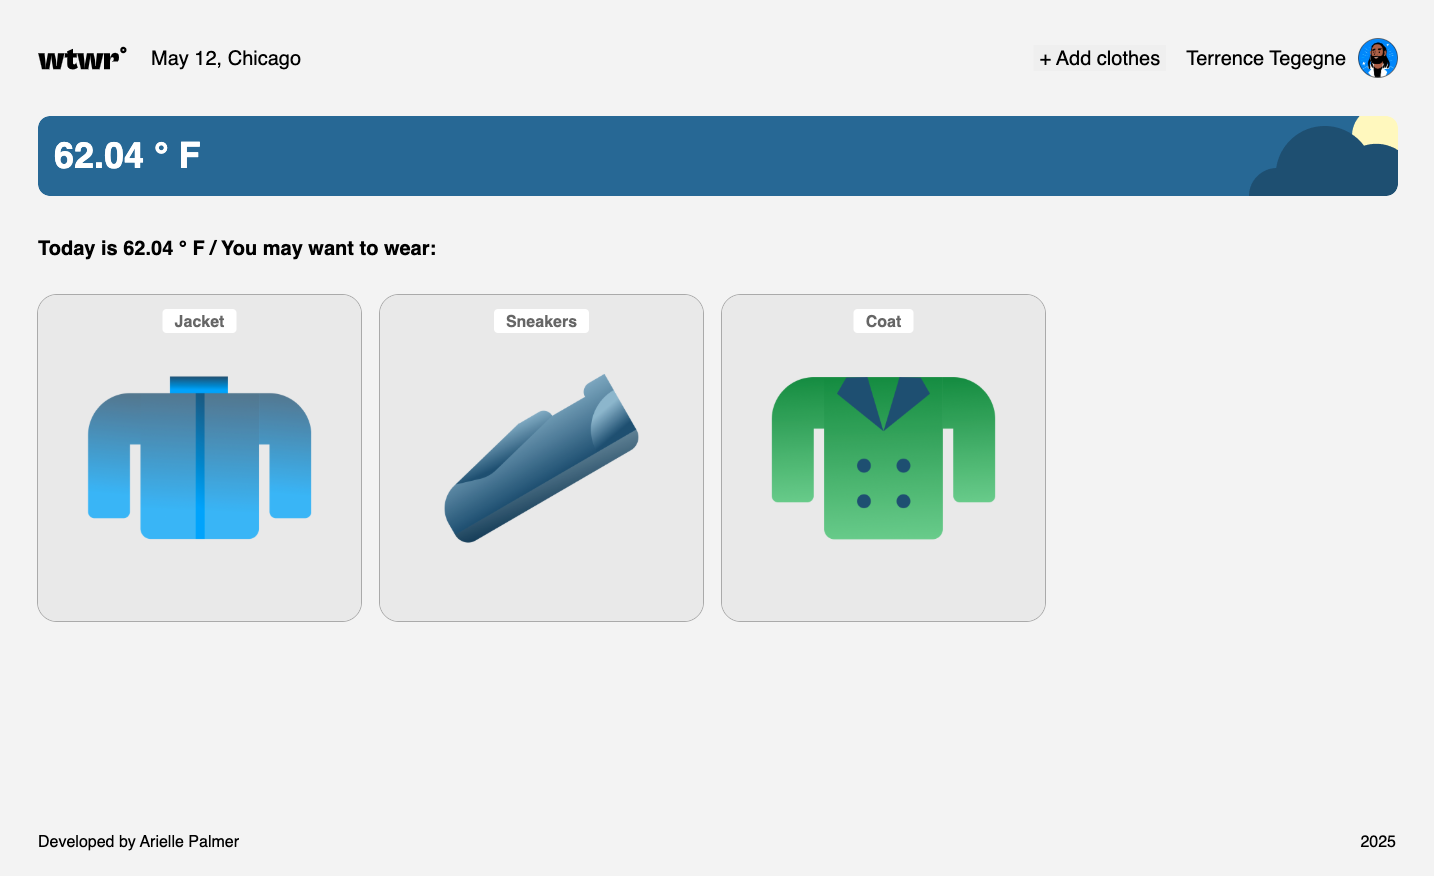 wtwr°
May 12, Chicago
+ Add clothes
Terrence Tegegne
62.04 ° F
Today is 62.04 ° F / You may want to wear:
Jacket
Sneakers
Coat
Developed by Arielle Palmer
2025